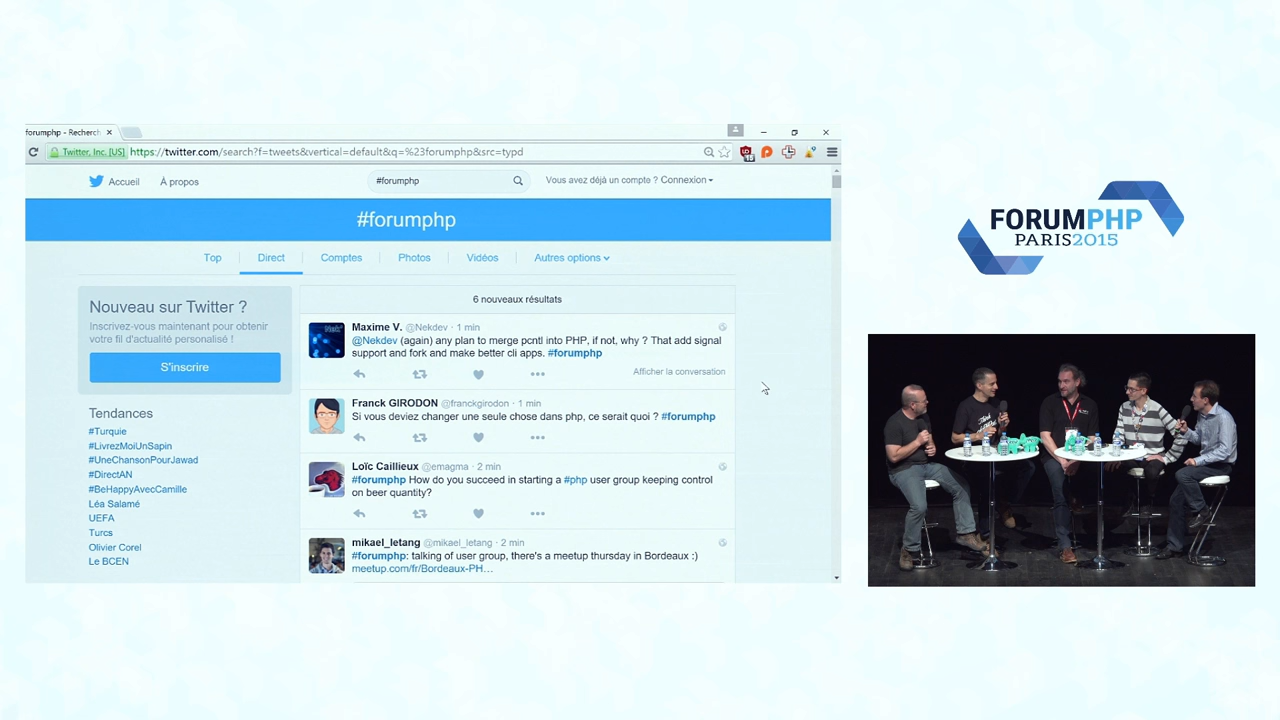 forumphp - Recherch
Twitter, Inc. [US] https://twitter.com/search?f=tweets&vertical=default&q=%23forumphp&src=typd
Accueil À propos #forumphp Vous avez déjà un compte ? Connexion
#forumphp
Top Direct Comptes Photos Vidéos Autres options
Nouveau sur Twitter ?
Inscrivez-vous maintenant pour obtenir
votre fil d'actualité personalisé !
S'inscrire
Tendances
#Turquie
#LivrezMoiUnSapin
#UneChansonPourJawad
#DirectAN
#BeHappyAvecCamille
Léa Salamé
UEFA
Turcs
Olivier Corel
Le BCEN
6 nouveaux résultats
Maxime V. @Nekdev · 1 min
@Nekdev (again) any plan to merge pcntl into PHP, if not, why ? That add signal
support and fork and make better cli apps. #forumphp
Afficher la conversation
Franck GIRODON @franckgirodon · 1 min
Si vous deviez changer une seule chose dans php, ce serait quoi ? #forumphp
Loïc Caillieux @emagma · 2 min
#forumphp How do you succeed in starting a #php user group keeping control
on beer quantity?
mikael_letang @mikael_letang · 2 min
#forumphp: talking of user group, there's a meetup thursday in Bordeaux :)
meetup.com/fr/Bordeaux-PH…
FORUMPHP
PARIS2015